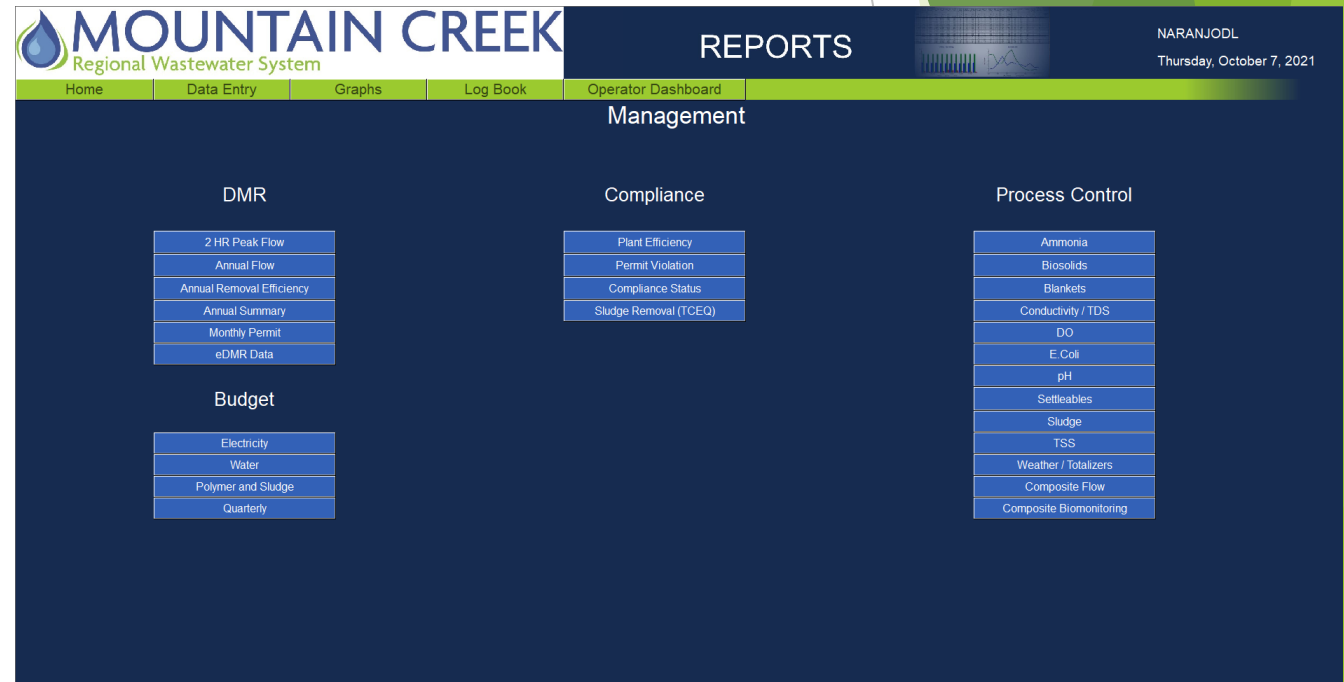 MOUNTAIN CREEK
Regional Wastewater System
REPORTS
NARANJODL
Thursday, October 7, 2021
Home Data Entry Graphs Log Book Operator Dashboard
Management
DMR
2 HR Peak Flow
Annual Flow
Annual Removal Efficiency
Annual Summary
Monthly Permit
eDMR Data
Budget
Electricity
Water
Polymer and Sludge
Quarterly
Compliance
Plant Efficiency
Permit Violation
Compliance Status
Sludge Removal (TCEQ)
Process Control
Ammonia
Biosolids
Blankets
Conductivity / TDS
DO
E.Coli
pH
Settleables
Sludge
TSS
Weather / Totalizers
Composite Flow
Composite Biomonitoring